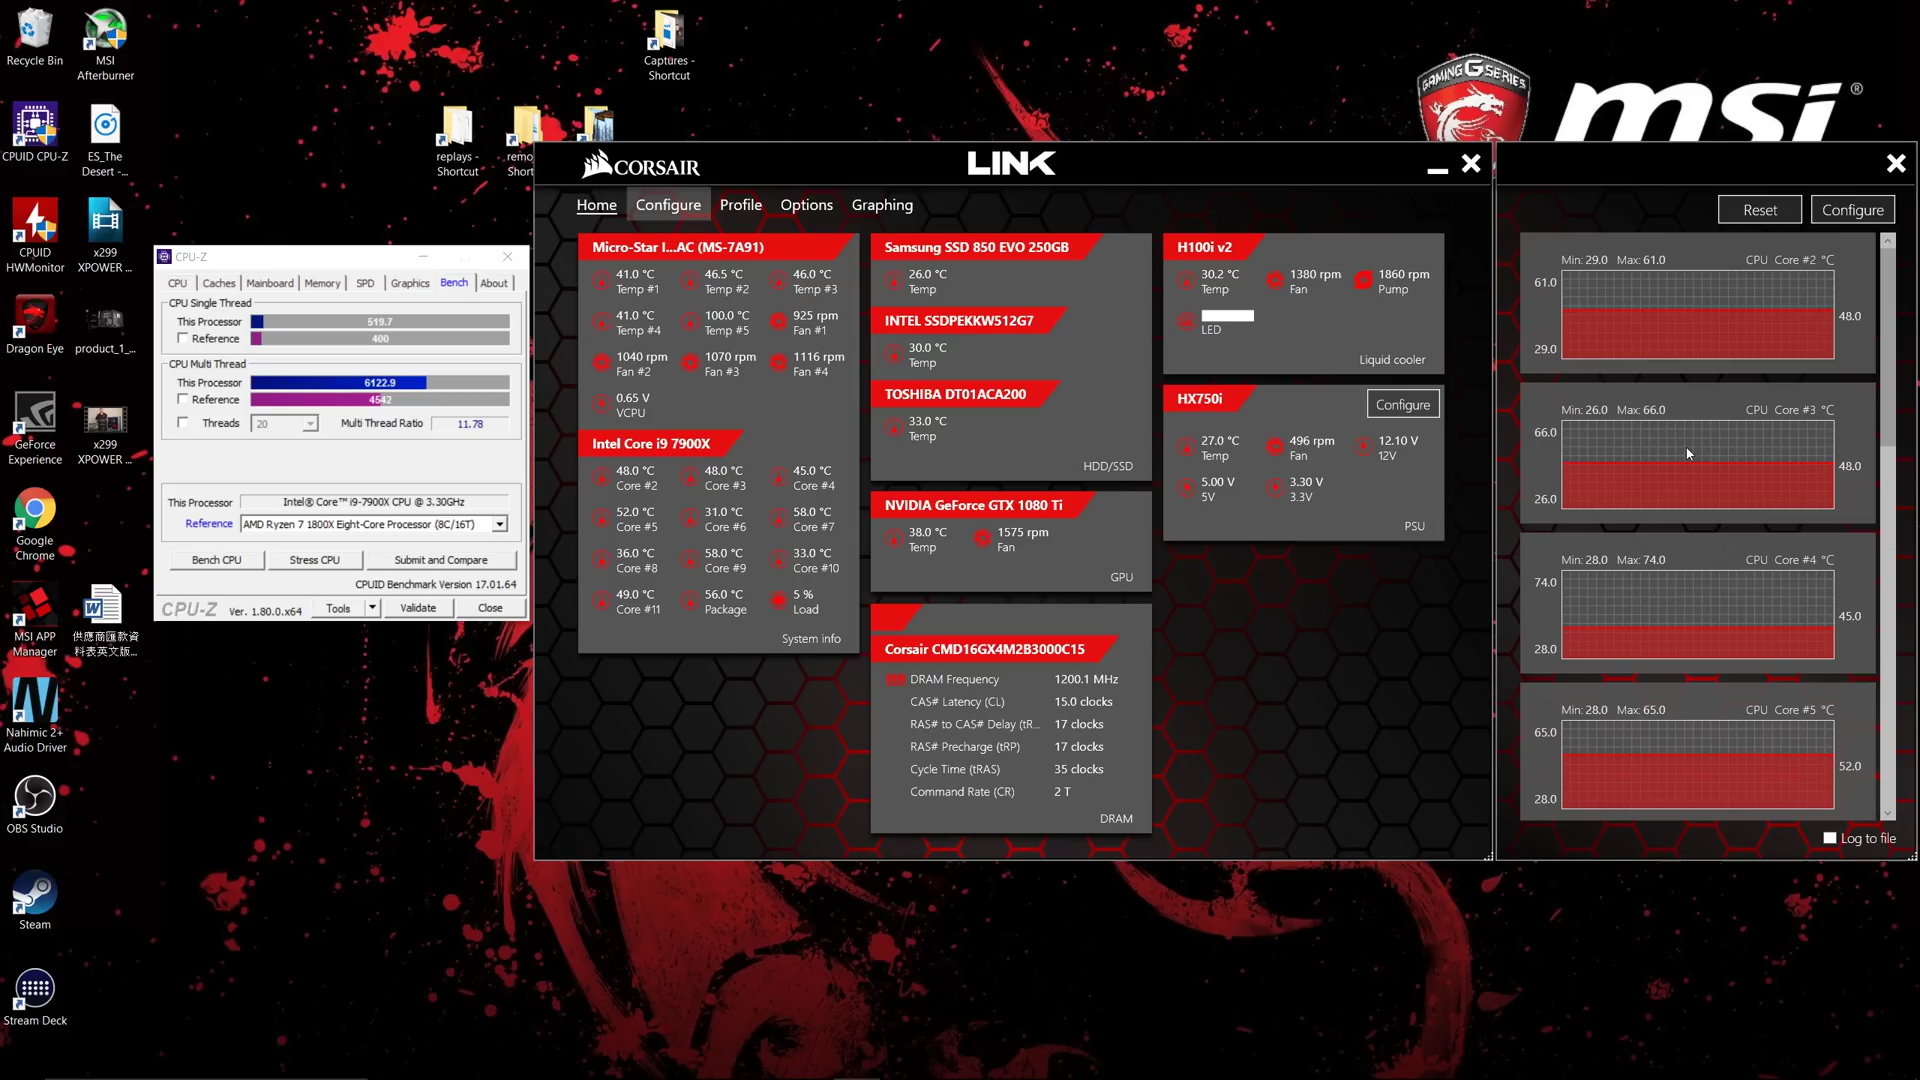 Recycle Bin
MSI Afterburner
CPUID CPU-Z
ES_The Desert -...
CPUID HWMonitor
x299 XPOWER ...
Dragon Eye
product_1_...
GeForce Experience
x299 XPOWER ...
Google Chrome
MSI APP Manager
供應商匯款資料表英文版...
Nahimic 2+ Audio Driver
OBS Studio
Steam
Stream Deck
Captures - Shortcut
replays - Shortcut
remo
Short
GAMING G SERIES
msi ®
CPU-Z
CPU Caches Mainboard Memory SPD Graphics Bench About
CPU Single Thread
This Processor 519.7
Reference 400
CPU Multi Thread
This Processor 6122.9
Reference 4542
Threads 20 Multi Thread Ratio 11.78
This Processor Intel® Core™ i9-7900X CPU @ 3.30GHz
Reference AMD Ryzen 7 1800X Eight-Core Processor (8C/16T)
Bench CPU Stress CPU Submit and Compare
CPUID Benchmark Version 17.01.64
CPU-Z Ver. 1.80.0.x64 Tools Validate Close
CORSAIR LINK
Home Configure Profile Options Graphing
Micro-Star I...AC (MS-7A91)
41.0 °C 46.5 °C 46.0 °C
Temp #1 Temp #2 Temp #3
41.0 °C 100.0 °C 925 rpm
Temp #4 Temp #5 Fan #1
1040 rpm 1070 rpm 1116 rpm
Fan #2 Fan #3 Fan #4
0.65 V
VCPU
Intel Core i9 7900X
48.0 °C 48.0 °C 45.0 °C
Core #2 Core #3 Core #4
52.0 °C 31.0 °C 58.0 °C
Core #5 Core #6 Core #7
36.0 °C 58.0 °C 33.0 °C
Core #8 Core #9 Core #10
49.0 °C 56.0 °C 5 %
Core #11 Package Load
System info
Samsung SSD 850 EVO 250GB
26.0 °C
Temp
INTEL SSDPEKKW512G7
30.0 °C
Temp
TOSHIBA DT01ACA200
33.0 °C
Temp
HDD/SSD
NVIDIA GeForce GTX 1080 Ti
38.0 °C 1575 rpm
Temp Fan
GPU
Corsair CMD16GX4M2B3000C15
DRAM Frequency 1200.1 MHz
CAS# Latency (CL) 15.0 clocks
RAS# to CAS# Delay (tR... 17 clocks
RAS# Precharge (tRP) 17 clocks
Cycle Time (tRAS) 35 clocks
Command Rate (CR) 2 T
DRAM
H100i v2
30.2 °C 1380 rpm 1860 rpm
Temp Fan Pump
LED
Liquid cooler
HX750i Configure
27.0 °C 496 rpm 12.10 V
Temp Fan 12V
5.00 V 3.30 V
5V 3.3V
PSU
Reset Configure
Min: 29.0 Max: 61.0 CPU Core #2 °C
61.0
48.0
29.0
Min: 26.0 Max: 66.0 CPU Core #3 °C
66.0
48.0
26.0
Min: 28.0 Max: 74.0 CPU Core #4 °C
74.0
45.0
28.0
Min: 28.0 Max: 65.0 CPU Core #5 °C
65.0
52.0
28.0
Log to file